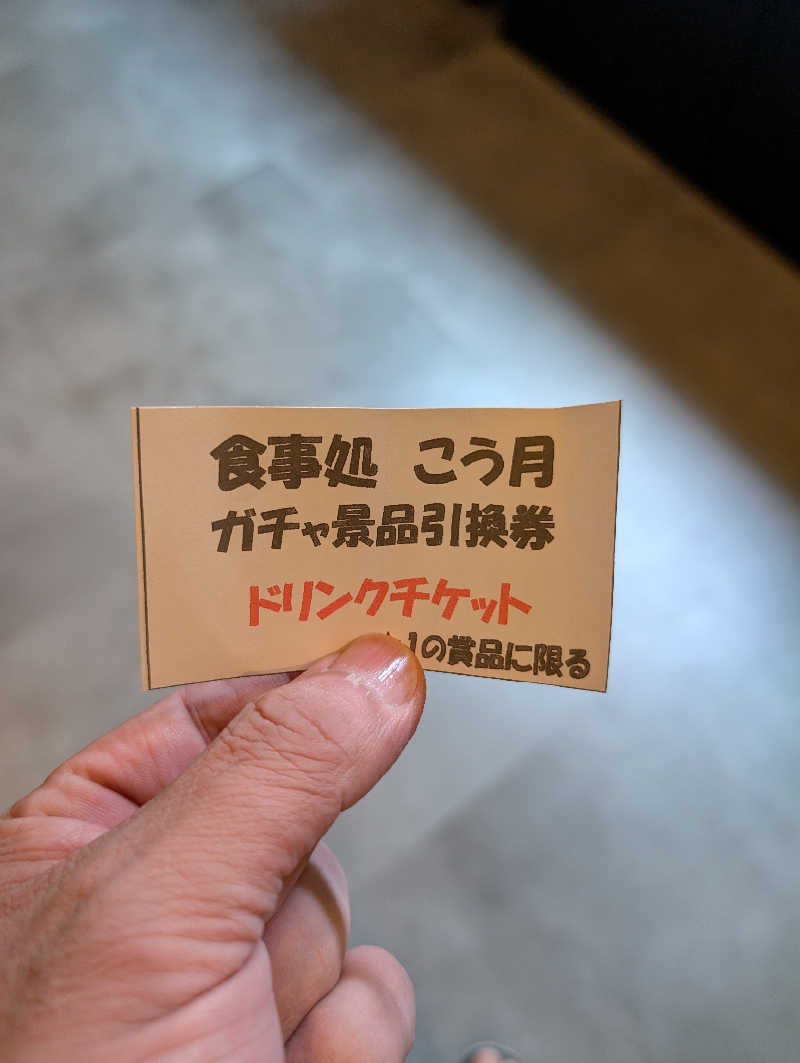 食事処 こう月
ガチャ景品引換券
ドリンクチケット
1の賞品に限る